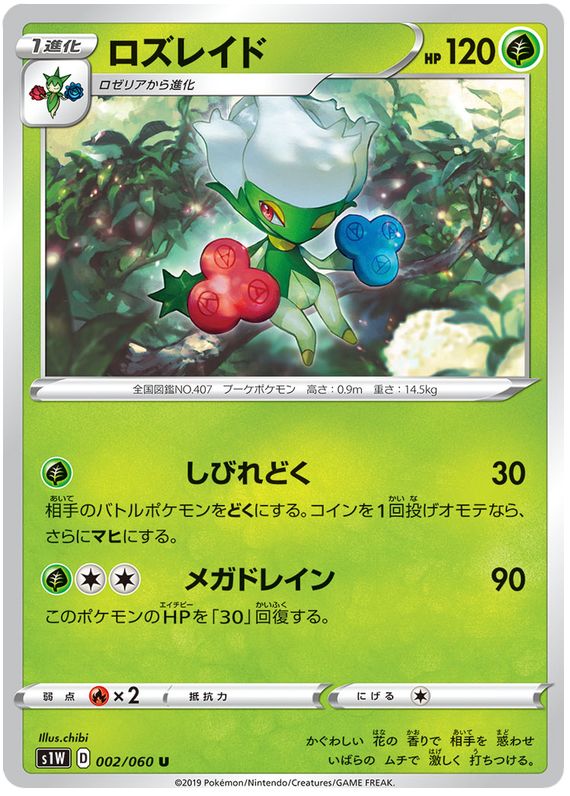 1進化
ロズレイド
HP 120
ロゼリアから進化
全国図鑑NO.407 ブーケポケモン 高さ:0.9m 重さ:14.5kg
しびれどく 30
相手のバトルポケモンをどくにする。コインを1回投げオモテなら、
さらにマヒにする。
メガドレイン 90
このポケモンのHPを「30」回復する。
弱点 ×2 抵抗力 にげる
Illus.chibi
s1W D 002/060 U
かぐわしい 花の 香りで 相手を 惑わせ
いばらの ムチで 激しく 打ちつける。
©2019 Pokémon/Nintendo/Creatures/GAME FREAK.